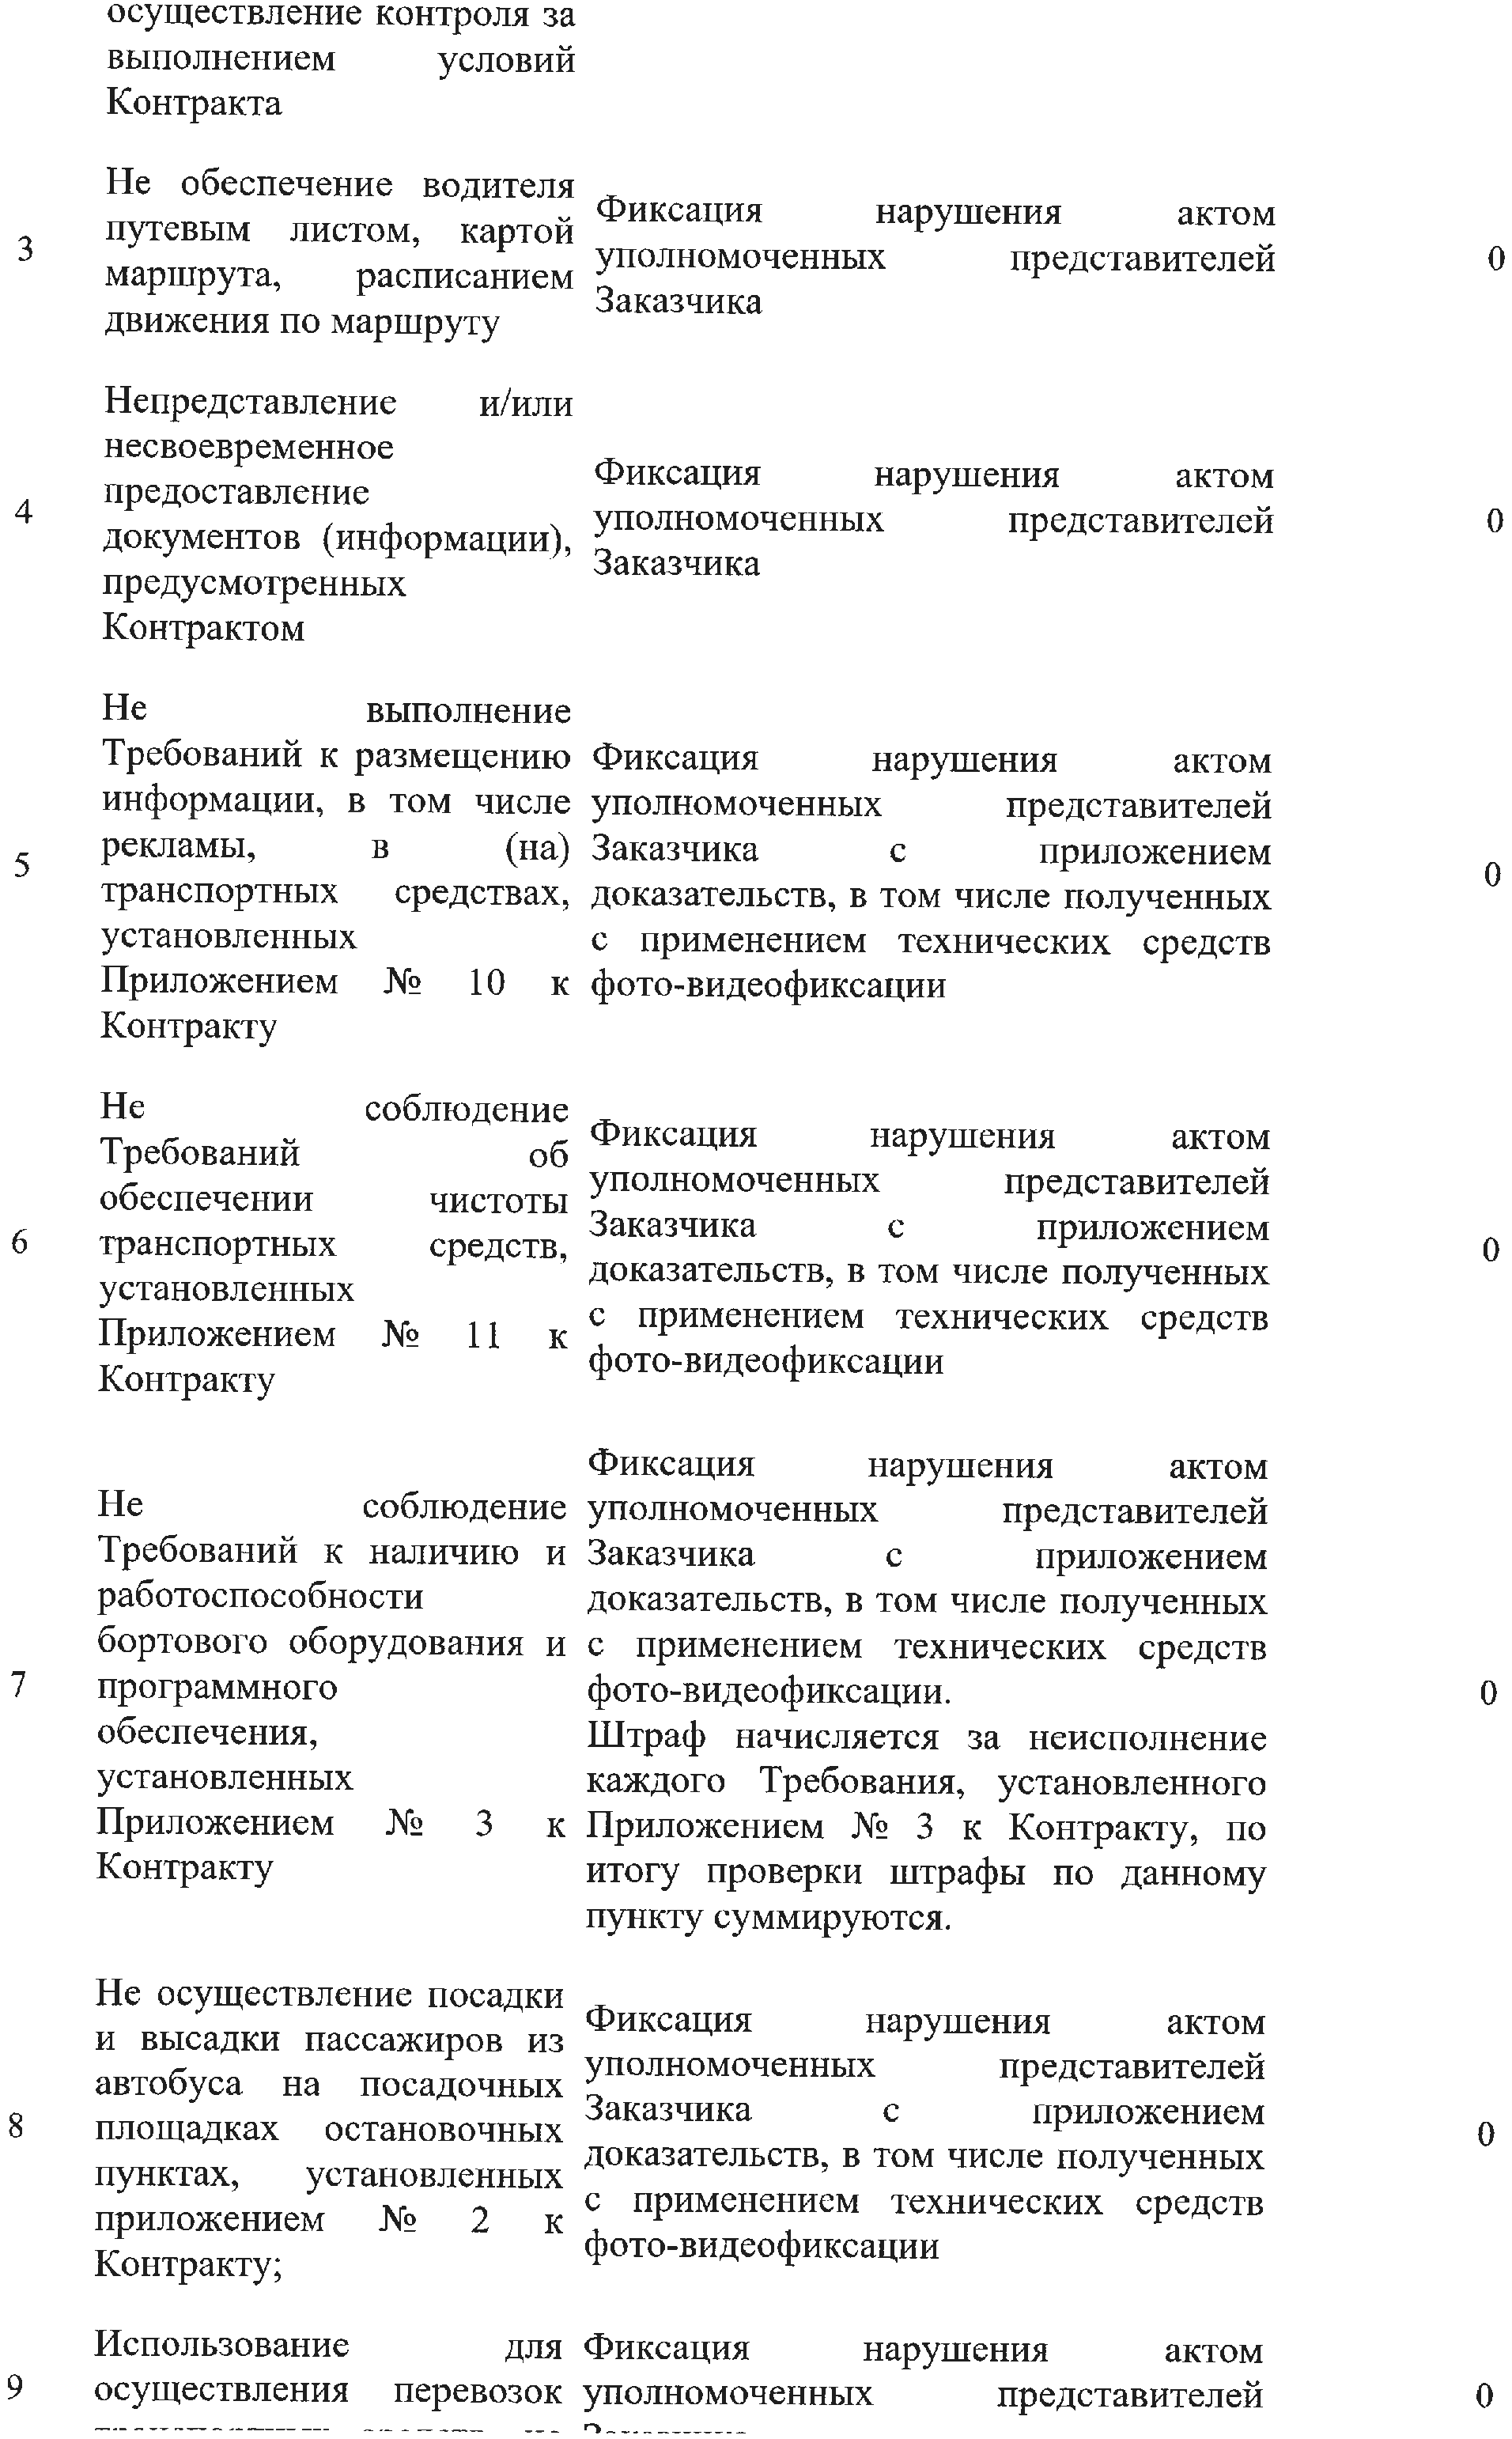 осуществление контроля за
выполнением условий
Контракта
3
Не обеспечение водителя
путевым листом, картой
маршрута, расписанием
движения по маршруту
Фиксация нарушения актом
уполномоченных представителей
Заказчика
0
4
Непредставление и/или
несвоевременное
предоставление
документов (информации),
предусмотренных
Контрактом
Фиксация нарушения актом
уполномоченных представителей
Заказчика
0
5
Не выполнение
Требований к размещению
информации, в том числе
рекламы, в (на)
транспортных средствах,
установленных
Приложением № 10 к
Контракту
Фиксация нарушения актом
уполномоченных представителей
Заказчика с приложением
доказательств, в том числе полученных
с применением технических средств
фото-видеофиксации
0
6
Не соблюдение
Требований об
обеспечении чистоты
транспортных средств,
установленных
Приложением № 11 к
Контракту
Фиксация нарушения актом
уполномоченных представителей
Заказчика с приложением
доказательств, в том числе полученных
с применением технических средств
фото-видеофиксации
0
7
Не соблюдение
Требований к наличию и
работоспособности
бортового оборудования и
программного
обеспечения,
установленных
Приложением № 3 к
Контракту
Фиксация нарушения актом
уполномоченных представителей
Заказчика с приложением
доказательств, в том числе полученных
с применением технических средств
фото-видеофиксации.
Штраф начисляется за неисполнение
каждого Требования, установленного
Приложением № 3 к Контракту, по
итогу проверки штрафы по данному
пункту суммируются.
0
8
Не осуществление посадки
и высадки пассажиров из
автобуса на посадочных
площадках остановочных
пунктах, установленных
приложением № 2 к
Контракту;
Фиксация нарушения актом
уполномоченных представителей
Заказчика с приложением
доказательств, в том числе полученных
с применением технических средств
фото-видеофиксации
0
9
Использование для
осуществления перевозок
Фиксация нарушения актом
уполномоченных представителей
0